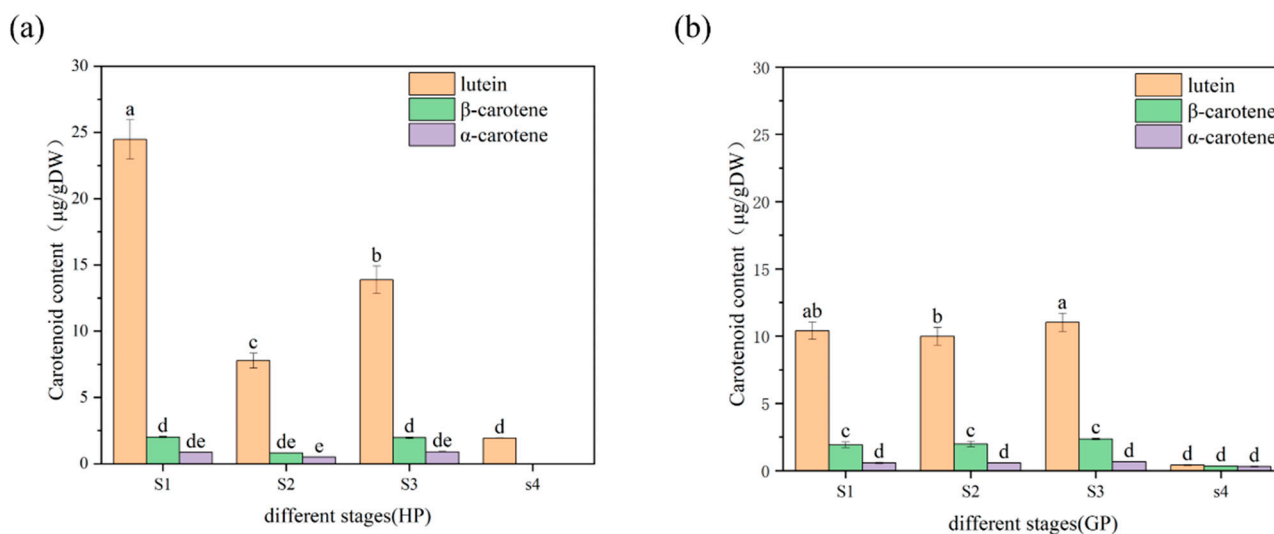 (a)
30
25
20
15
10
5
0
Carotenoid content（μg/gDW）
lutein
β-carotene
α-carotene
a
d
de
c
de
e
b
d
de
d
S1
S2
S3
s4
different stages(HP)
(b)
30
25
20
15
10
5
0
Carotenoid content（μg/gDW）
lutein
β-carotene
α-carotene
ab
c
d
b
c
d
a
c
d
d
d
d
S1
S2
S3
s4
different stages(GP)